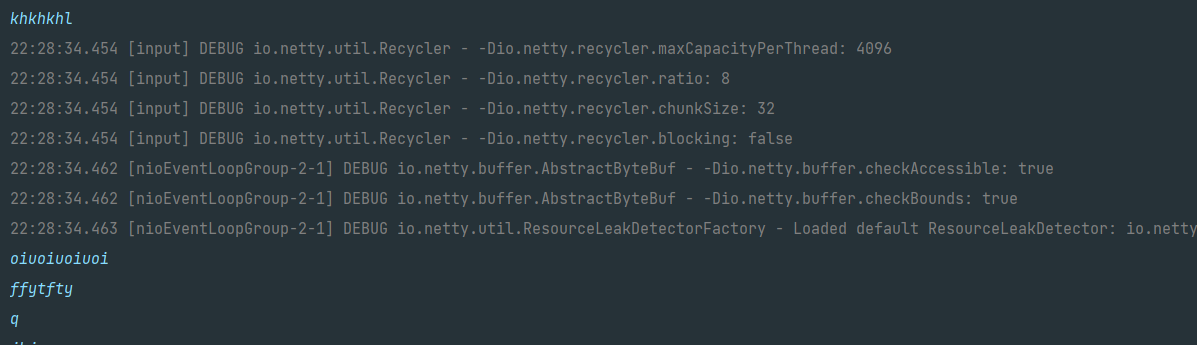 khkhkhl
22:28:34.454 [input] DEBUG io.netty.util.Recycler - -Dio.netty.recycler.maxCapacityPerThread: 4096
22:28:34.454 [input] DEBUG io.netty.util.Recycler - -Dio.netty.recycler.ratio: 8
22:28:34.454 [input] DEBUG io.netty.util.Recycler - -Dio.netty.recycler.chunkSize: 32
22:28:34.454 [input] DEBUG io.netty.util.Recycler - -Dio.netty.recycler.blocking: false
22:28:34.462 [nioEventLoopGroup-2-1] DEBUG io.netty.buffer.AbstractByteBuf - -Dio.netty.buffer.checkAccessible: true
22:28:34.462 [nioEventLoopGroup-2-1] DEBUG io.netty.buffer.AbstractByteBuf - -Dio.netty.buffer.checkBounds: true
22:28:34.463 [nioEventLoopGroup-2-1] DEBUG io.netty.util.ResourceLeakDetectorFactory - Loaded default ResourceLeakDetector: io.netty
oiuoiuoiuoi
ffytfty
q